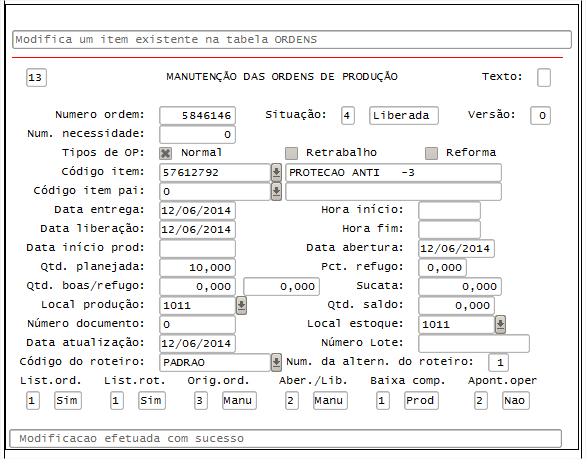 Modifica um item existente na tabela ORDENS
13 MANUTENÇÃO DAS ORDENS DE PRODUÇÃO Texto:
Numero ordem: 5846146 Situação: 4 Liberada Versão: 0
Num. necessidade: 0
Tipos de OP: Normal Retrabalho Reforma
Código item: 57612792 PROTECAO ANTI -3
Código item pai: 0
Data entrega: 12/06/2014 Hora início:
Data liberação: 12/06/2014 Hora fim:
Data início prod: Data abertura: 12/06/2014
Qtd. planejada: 10,000 Pct. refugo: 0,000
Qtd. boas/refugo: 0,000 0,000 Sucata: 0,000
Local produção: 1011 Qtd. saldo: 0,000
Número documento: 0 Local estoque: 1011
Data atualização: 12/06/2014 Número Lote:
Código do roteiro: PADRAO Num. da altern. do roteiro: 1
List.ord. List.rot. Orig.ord. Aber./Lib. Baixa comp. Apont.oper
1 Sim 1 Sim 3 Manu 2 Manu 1 Prod 2 Nao
Modificacao efetuada com sucesso